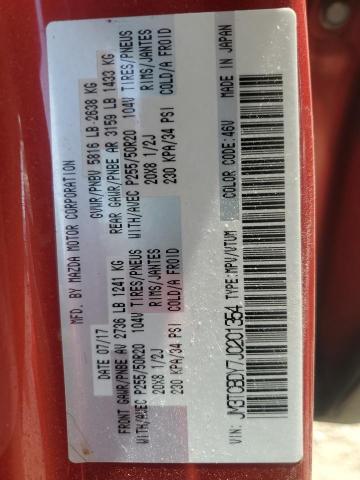 MFD. BY MAZDA MOTOR CORPORATION
DATE 07/17 GVWR/PNBV 5816 LB 2638 KG
FRONT GAWR/PNBE AV 2736 LB 1241 KG
WITH/AVEC P255/50R20 104V TIRES/PNEUS
20X8 1/2J RIMS/JANTES
230 KPA/34 PSI COLD/A FROID
REAR GAWR/PNBE AR 3159 LB 1433 KG
WITH/AVEC P255/50R20 104V TIRES/PNEUS
20X8 1/2J RIMS/JANTES
230 KPA/34 PSI COLD/A FROID
VIN: JM3TCBDY7J0201354 TYPE:MPV/VTUM COLOR CODE:46V MADE IN JAPAN